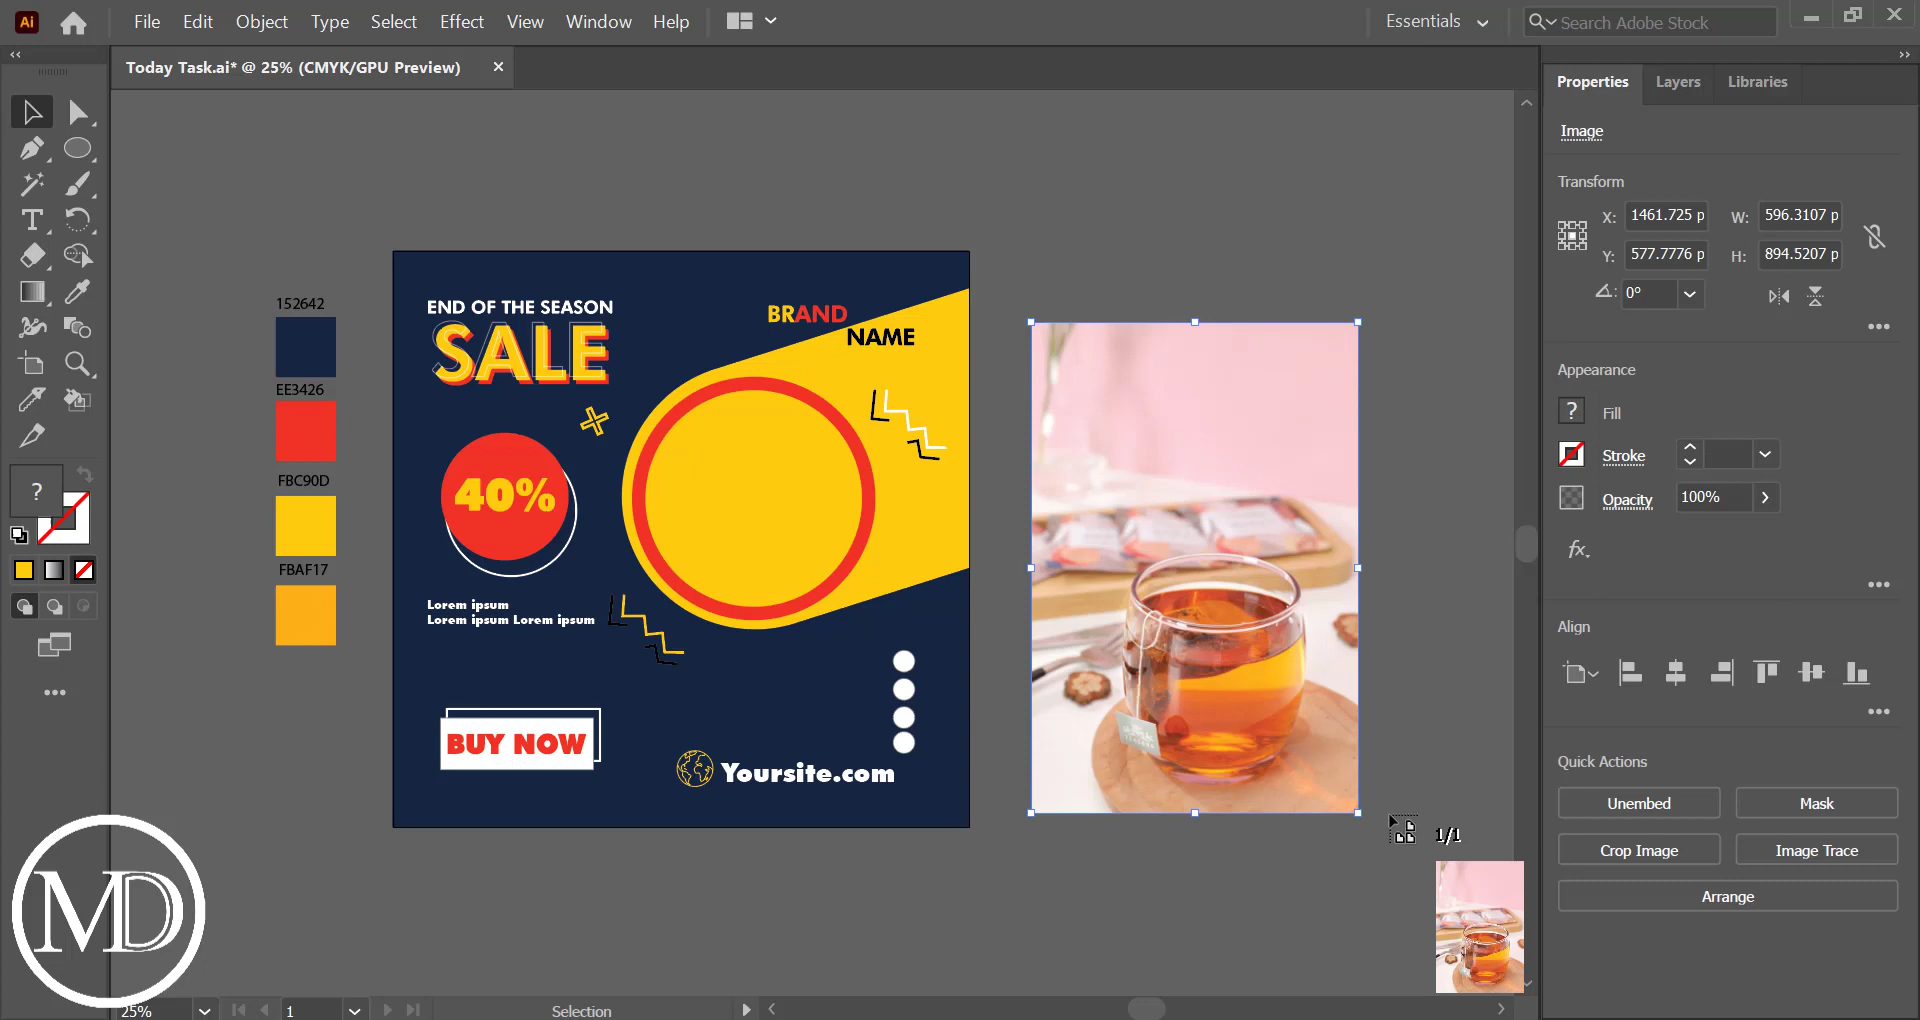 Ai
File Edit Object Type Select Effect View Window Help
Essentials
Search Adobe Stock
Today Task.ai* @ 25% (CMYK/GPU Preview)
Properties Layers Libraries
Image
Transform
X: 1461.725 p W: 596.3107 p
Y: 577.7776 p H: 894.5207 p
0°
Appearance
? Fill
Stroke
Opacity 100%
fx.
Align
Quick Actions
Unembed Mask
Crop Image Image Trace
Arrange
?
152642
EE3426
FBC90D
FBAF17
END OF THE SEASON
SALE
BRAND
NAME
40%
Lorem ipsum
Lorem ipsum Lorem ipsum
BUY NOW
Yoursite.com
1/1
MD
25% 1 Selection